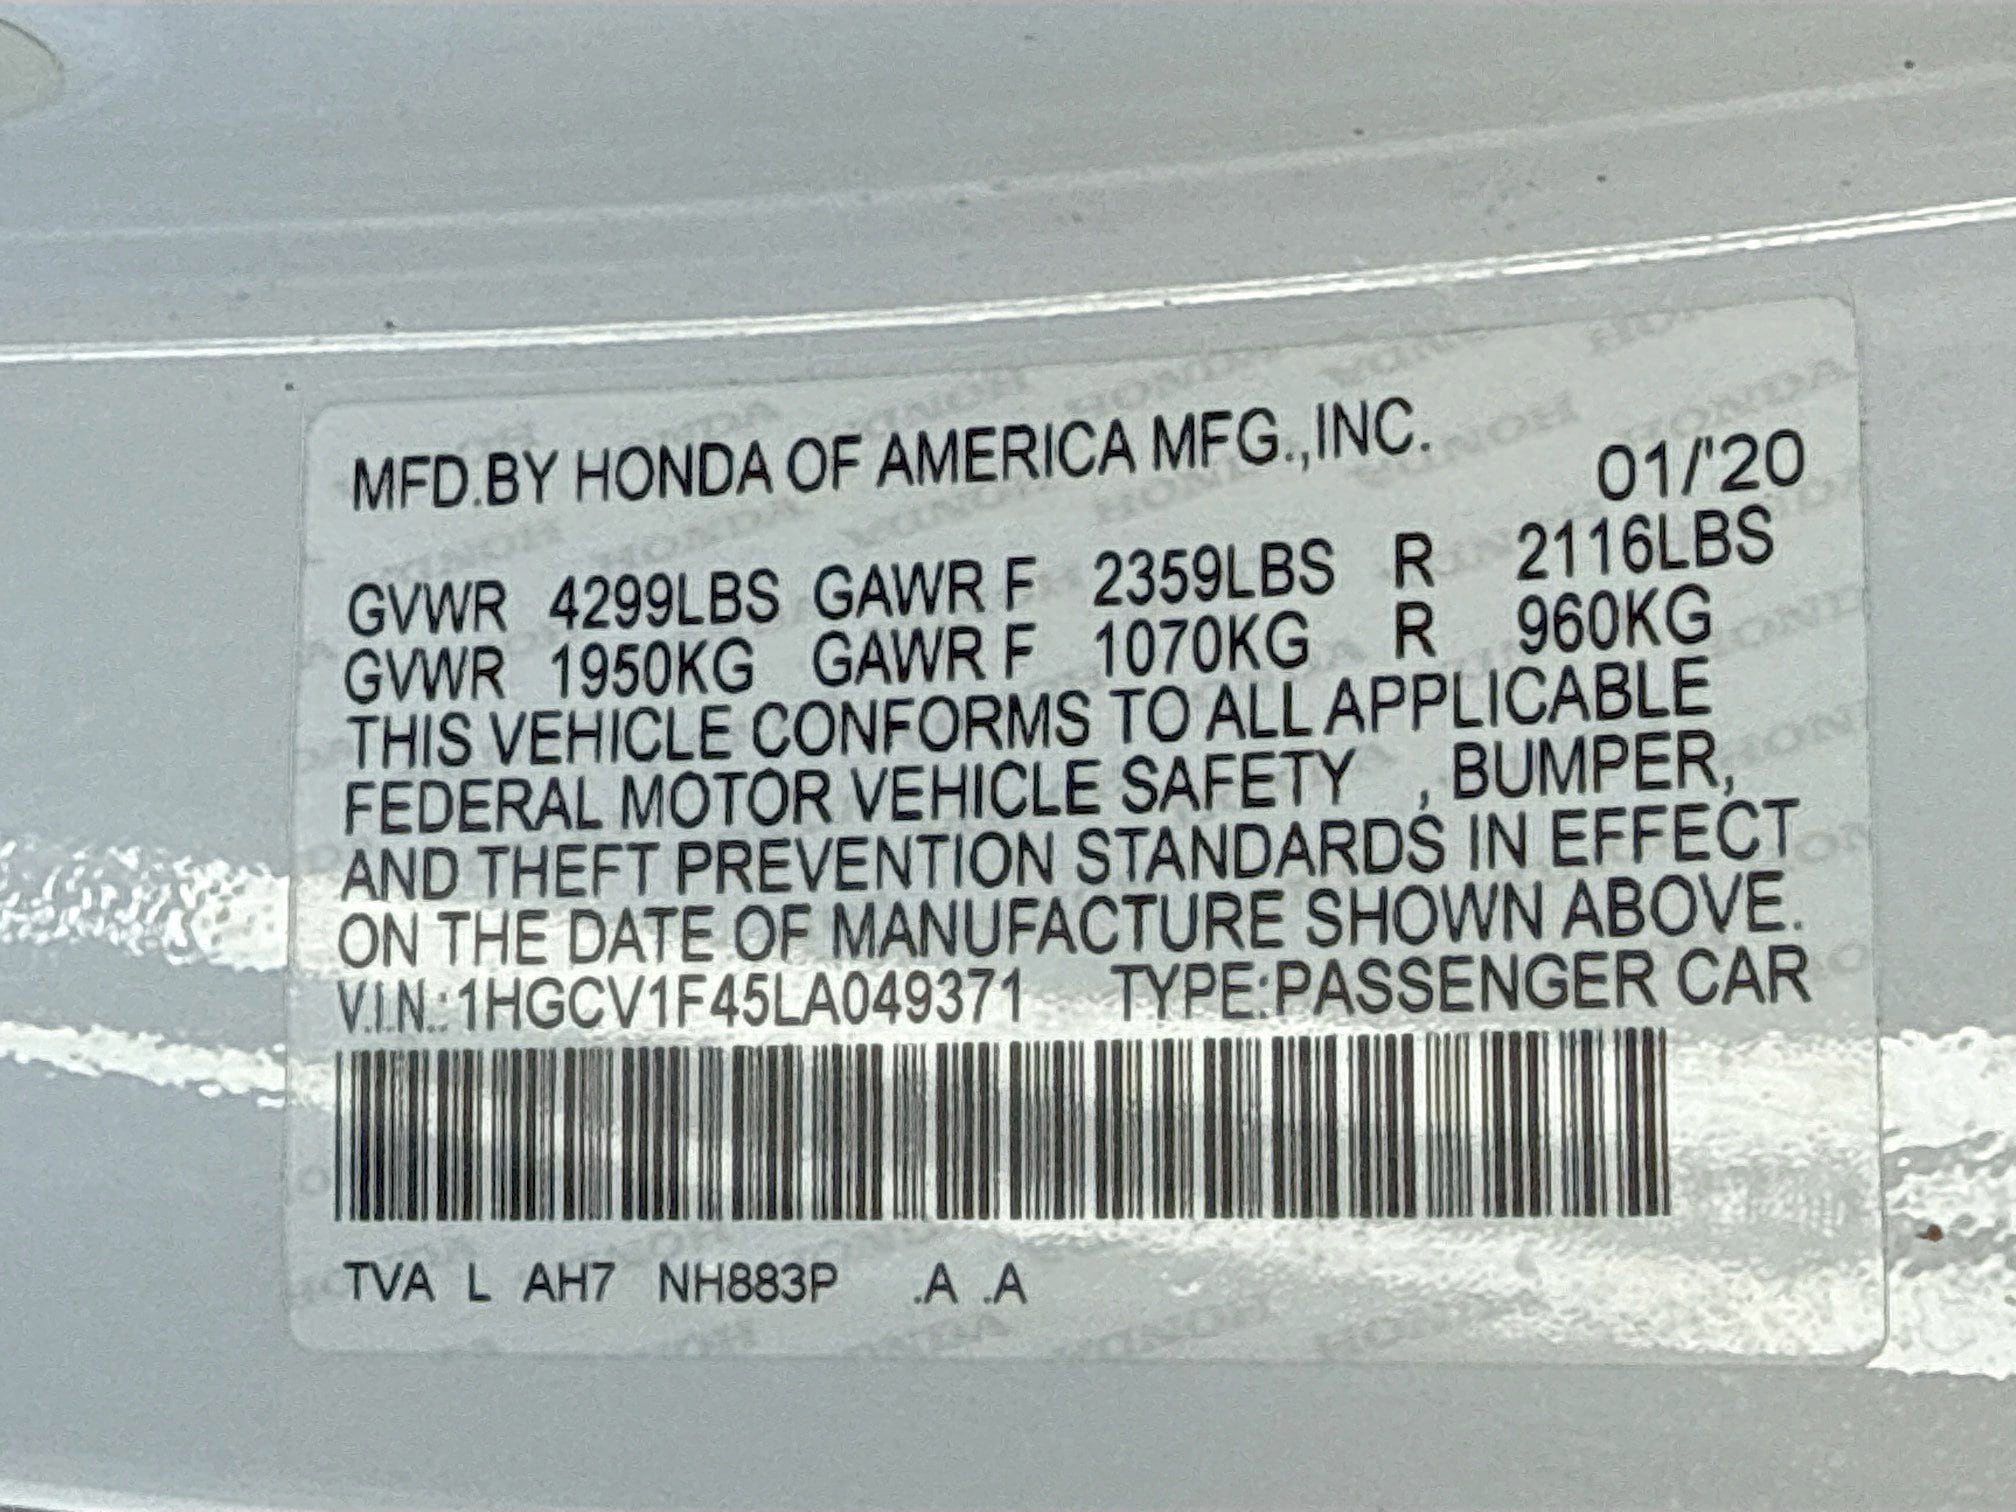 MFD.BY HONDA OF AMERICA MFG.,INC. 01/'20
GVWR 4299LBS GAWR F 2359LBS R 2116LBS
GVWR 1950KG GAWR F 1070KG R 960KG
THIS VEHICLE CONFORMS TO ALL APPLICABLE
FEDERAL MOTOR VEHICLE SAFETY , BUMPER,
AND THEFT PREVENTION STANDARDS IN EFFECT
ON THE DATE OF MANUFACTURE SHOWN ABOVE.
V.I.N.:1HGCV1F45LA049371 TYPE:PASSENGER CAR
TVA L AH7 NH883P .A .A